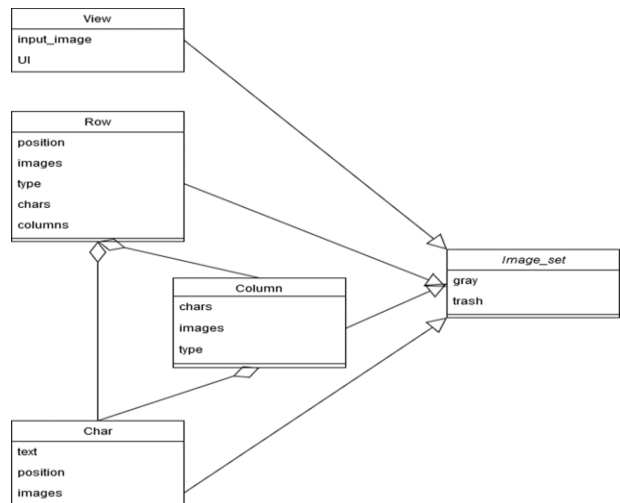 View
input_image
UI
Row
position
images
type
chars
columns
Image_set
gray
trash
Column
chars
images
type
Char
text
position
images